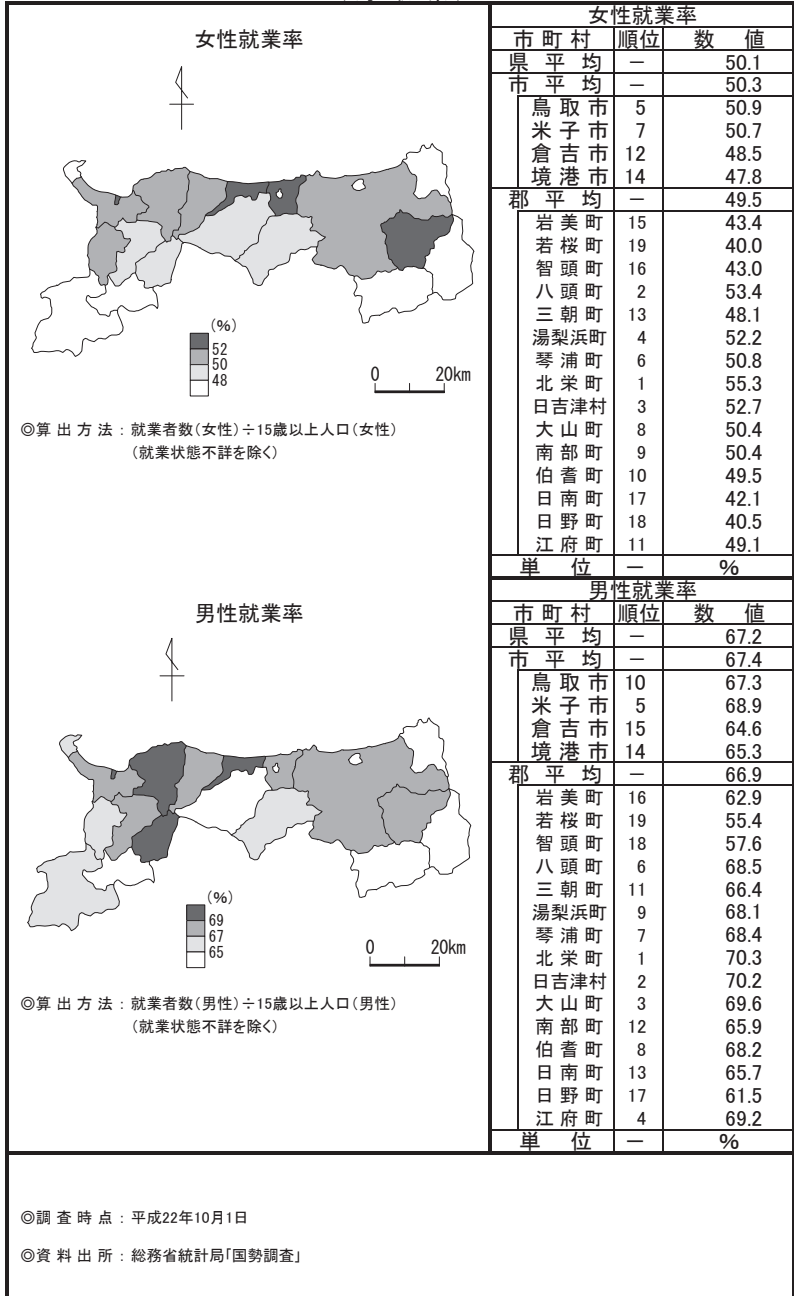 女性就業率
(%)
52
50
48
0 20km
◎算出方法：就業者数(女性)÷15歳以上人口(女性)
(就業状態不詳を除く)
女性就業率
市町村 順位 数値
県平均 － 50.1
市平均 － 50.3
鳥取市 5 50.9
米子市 7 50.7
倉吉市 12 48.5
境港市 14 47.8
郡平均 － 49.5
岩美町 15 43.4
若桜町 19 40.0
智頭町 16 43.0
八頭町 2 53.4
三朝町 13 48.1
湯梨浜町 4 52.2
琴浦町 6 50.8
北栄町 1 55.3
日吉津村 3 52.7
大山町 8 50.4
南部町 9 50.4
伯耆町 10 49.5
日南町 17 42.1
日野町 18 40.5
江府町 11 49.1
単位 － %
男性就業率
(%)
69
67
65
0 20km
◎算出方法：就業者数(男性)÷15歳以上人口(男性)
(就業状態不詳を除く)
男性就業率
市町村 順位 数値
県平均 － 67.2
市平均 － 67.4
鳥取市 10 67.3
米子市 5 68.9
倉吉市 15 64.6
境港市 14 65.3
郡平均 － 66.9
岩美町 16 62.9
若桜町 19 55.4
智頭町 18 57.6
八頭町 6 68.5
三朝町 11 66.4
湯梨浜町 9 68.1
琴浦町 7 68.4
北栄町 1 70.3
日吉津村 2 70.2
大山町 3 69.6
南部町 12 65.9
伯耆町 8 68.2
日南町 13 65.7
日野町 17 61.5
江府町 4 69.2
単位 － %
◎調査時点：平成22年10月1日
◎資料出所：総務省統計局「国勢調査」